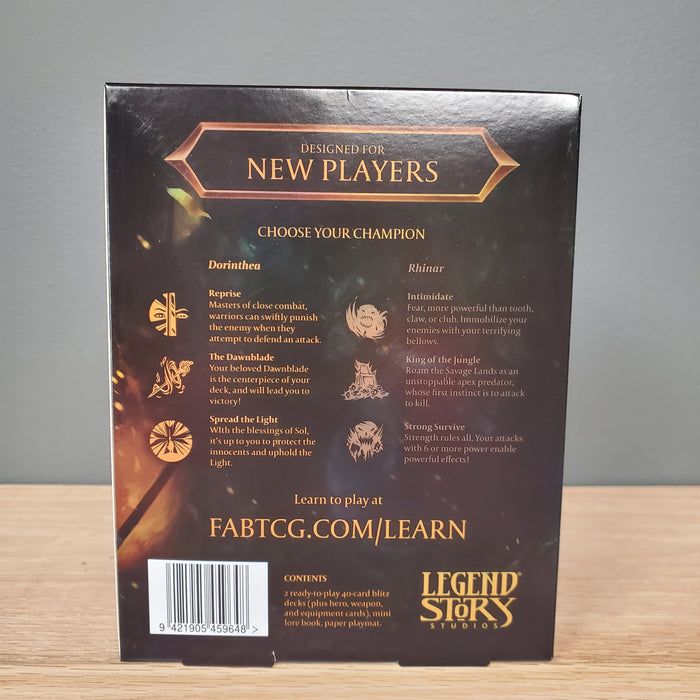 DESIGNED FOR
NEW PLAYERS
CHOOSE YOUR CHAMPION
Dorinthea
Reprise
Masters of close combat,
warriors can swiftly punish
the enemy when they
attempt to defend an attack.
The Dawnblade
Your beloved Dawnblade
is the centerpiece of your
deck, and will lead you to
victory!
Spread the Light
WIth the blessings of Sol,
it's up to you to protect the
innocents and uphold the
Light.
Rhinar
Intimidate
Fear, more powerful than tooth,
claw, or club. Immobilize your
enemies with your terrifying
bellows.
King of the Jungle
Roam the Savage Lands as an
unstoppable apex predator,
whose first instinct is to attack
to kill.
Strong Survive
Strength rules all. Your attacks
with 6 or more power enable
powerful effects!
Learn to play at
FABTCG.COM/LEARN
9 421905 459648 >
CONTENTS
2 ready-to-play 40-card blitz
decks (plus hero, weapon,
and equipment cards), mini
lore book, paper playmat.
LEGEND
STORY
STUDIOS